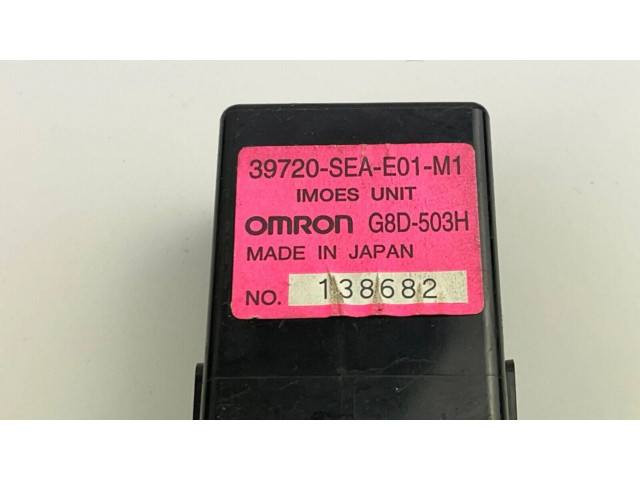 39720-SEA-E01-M1
IMOES UNIT
OMRON G8D-503H
MADE IN JAPAN
NO. 138682